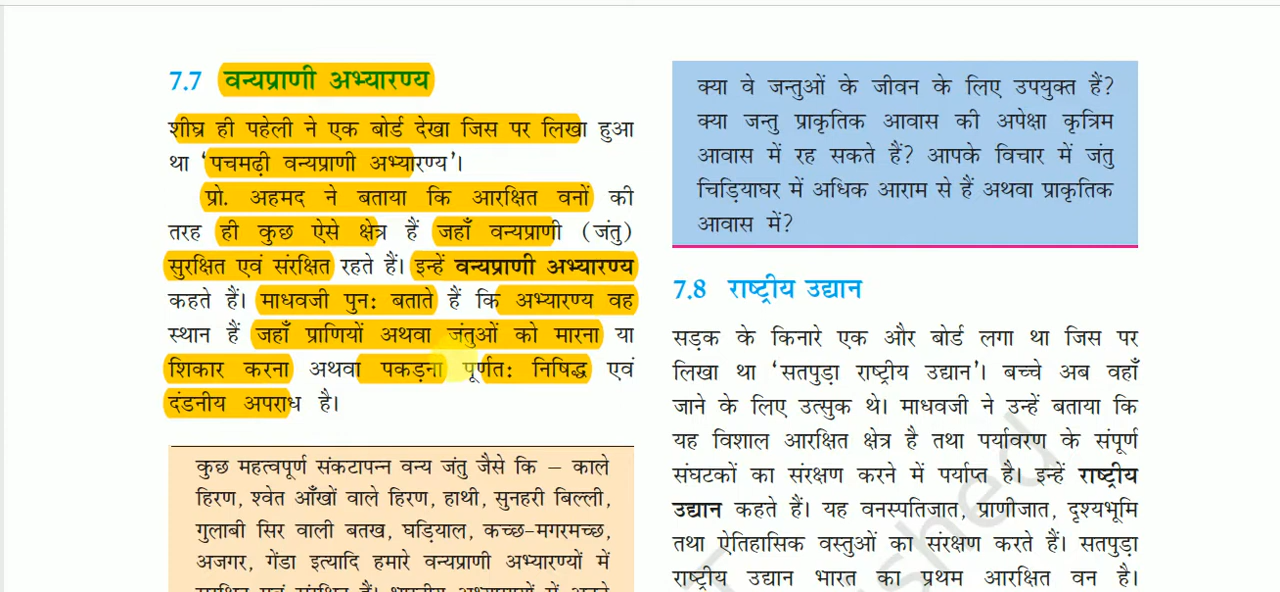 7.7 वन्यप्राणी अभ्यारण्य
शीघ्र ही पहेली ने एक बोर्ड देखा जिस पर लिखा हुआ
था ‘पचमढ़ी वन्यप्राणी अभ्यारण्य’।
प्रो. अहमद ने बताया कि आरक्षित वनों की
तरह ही कुछ ऐसे क्षेत्र हैं जहाँ वन्यप्राणी (जंतु)
सुरक्षित एवं संरक्षित रहते हैं। इन्हें वन्यप्राणी अभ्यारण्य
कहते हैं। माधवजी पुन: बताते हैं कि अभ्यारण्य वह
स्थान हैं जहाँ प्राणियों अथवा जंतुओं को मारना या
शिकार करना अथवा पकड़ना पूर्णत: निषिद्ध एवं
दंडनीय अपराध है।
कुछ महत्वपूर्ण संकटापन्न वन्य जंतु जैसे कि – काले
हिरण, श्वेत आँखों वाले हिरण, हाथी, सुनहरी बिल्ली,
गुलाबी सिर वाली बतख, घड़ियाल, कच्छ-मगरमच्छ,
अजगर, गेंडा इत्यादि हमारे वन्यप्राणी अभ्यारण्यों में
क्या वे जन्तुओं के जीवन के लिए उपयुक्त हैं?
क्या जन्तु प्राकृतिक आवास की अपेक्षा कृत्रिम
आवास में रह सकते हैं? आपके विचार में जंतु
चिड़ियाघर में अधिक आराम से हैं अथवा प्राकृतिक
आवास में?
7.8 राष्ट्रीय उद्यान
सड़क के किनारे एक और बोर्ड लगा था जिस पर
लिखा था ‘सतपुड़ा राष्ट्रीय उद्यान’। बच्चे अब वहाँ
जाने के लिए उत्सुक थे। माधवजी ने उन्हें बताया कि
यह विशाल आरक्षित क्षेत्र है तथा पर्यावरण के संपूर्ण
संघटकों का संरक्षण करने में पर्याप्त है। इन्हें राष्ट्रीय
उद्यान कहते हैं। यह वनस्पतिजात, प्राणीजात, दृश्यभूमि
तथा ऐतिहासिक वस्तुओं का संरक्षण करते हैं। सतपुड़ा
राष्ट्रीय उद्यान भारत का प्रथम आरक्षित वन है।